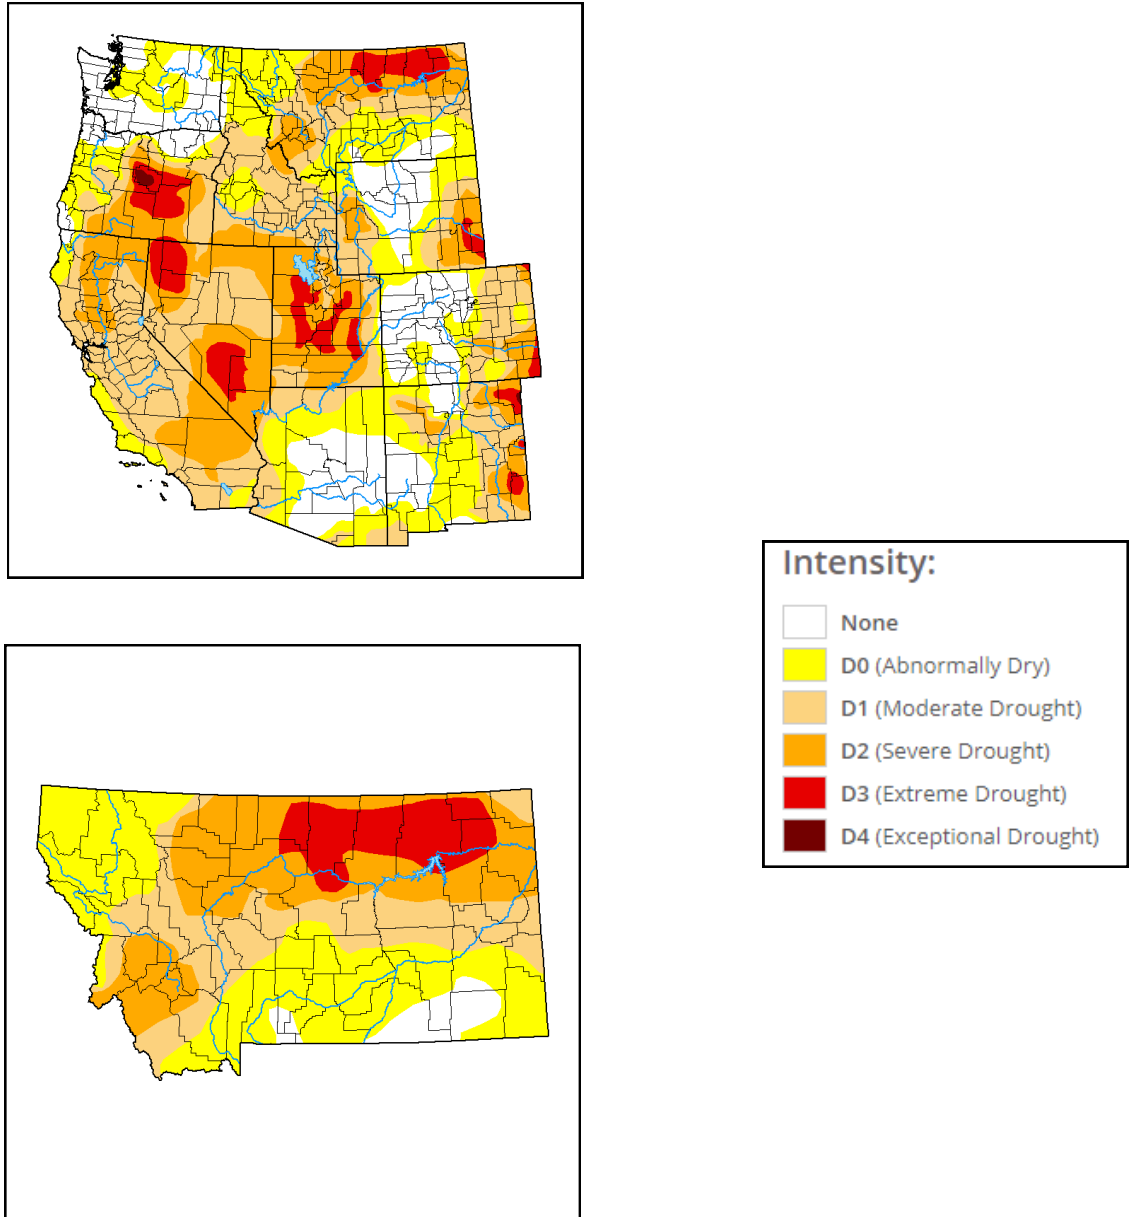 Intensity:
None
D0 (Abnormally Dry)
D1 (Moderate Drought)
D2 (Severe Drought)
D3 (Extreme Drought)
D4 (Exceptional Drought)